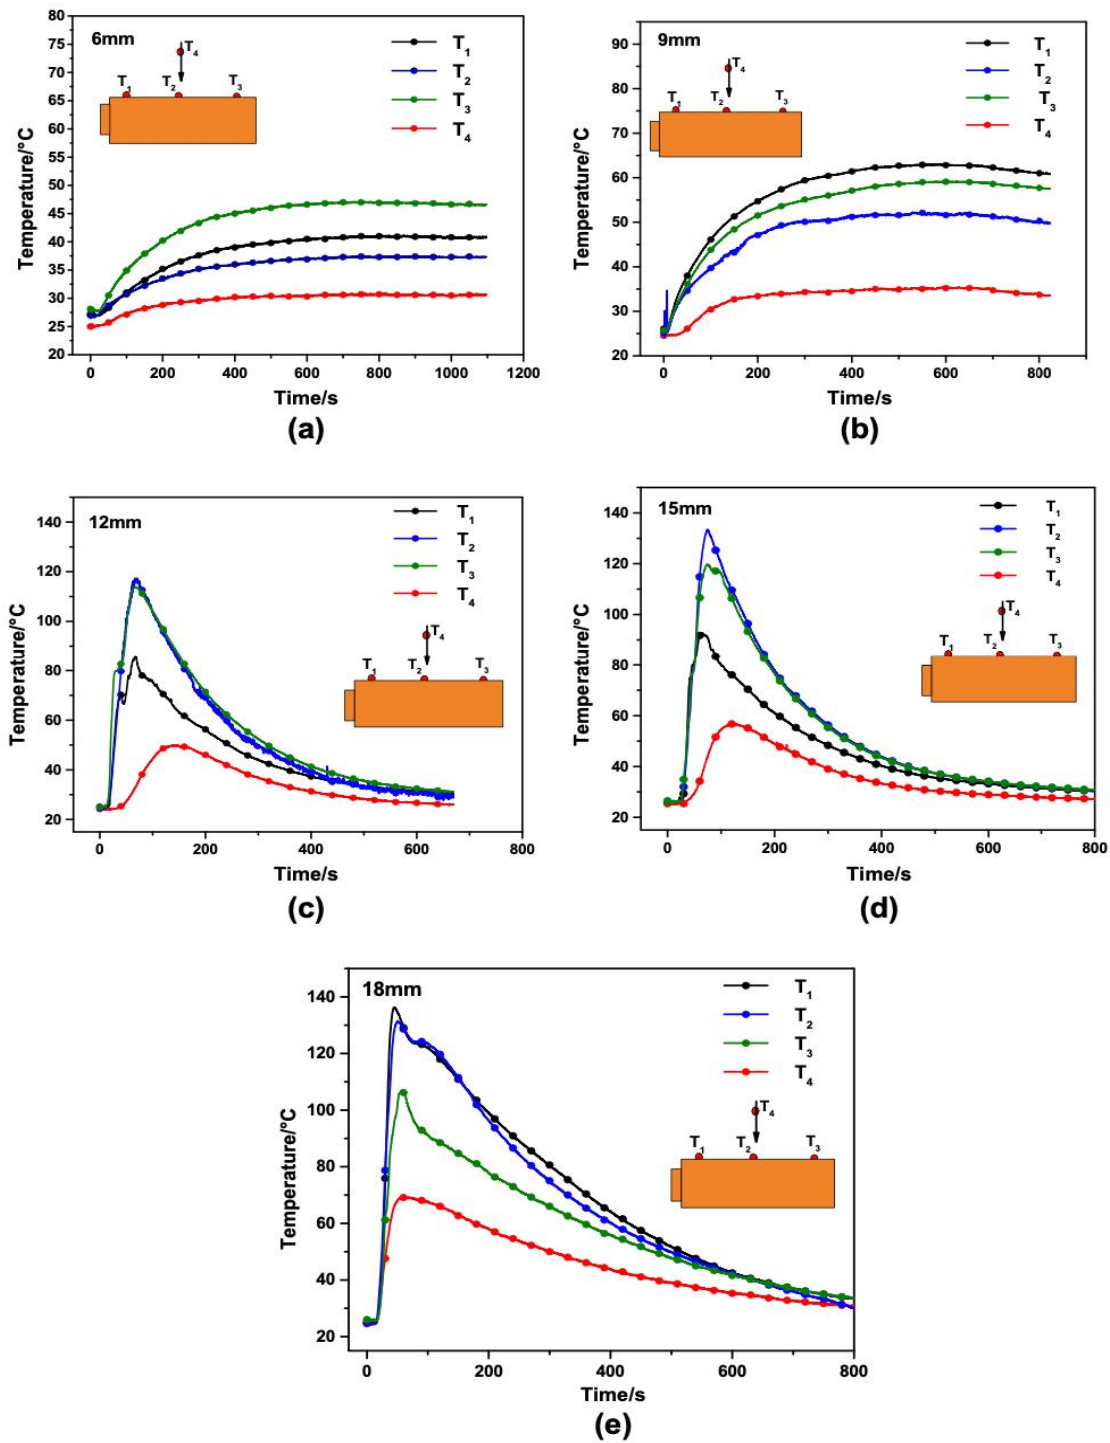 6mm
T4
T1 T2 T3
T1
T2
T3
T4
80
75
70
65
60
55
50
45
40
35
30
25
20
Temperature/°C
0 200 400 600 800 1000 1200
Time/s
(a)
9mm
T4
T1 T2 T3
T1
T2
T3
T4
90
80
70
60
50
40
30
20
Temperature/°C
0 200 400 600 800
Time/s
(b)
12mm
T1
T2
T3
T4
T4
T1 T2 T3
140
120
100
80
60
40
20
Temperature/°C
0 200 400 600 800
Time/s
(c)
15mm
T1
T2
T3
T4
T4
T1 T2 T3
140
120
100
80
60
40
20
Temperature/°C
0 200 400 600 800
Time/s
(d)
18mm
T1
T2
T3
T4
T4
T1 T2 T3
140
120
100
80
60
40
20
Temperature/°C
0 200 400 600 800
Time/s
(e)